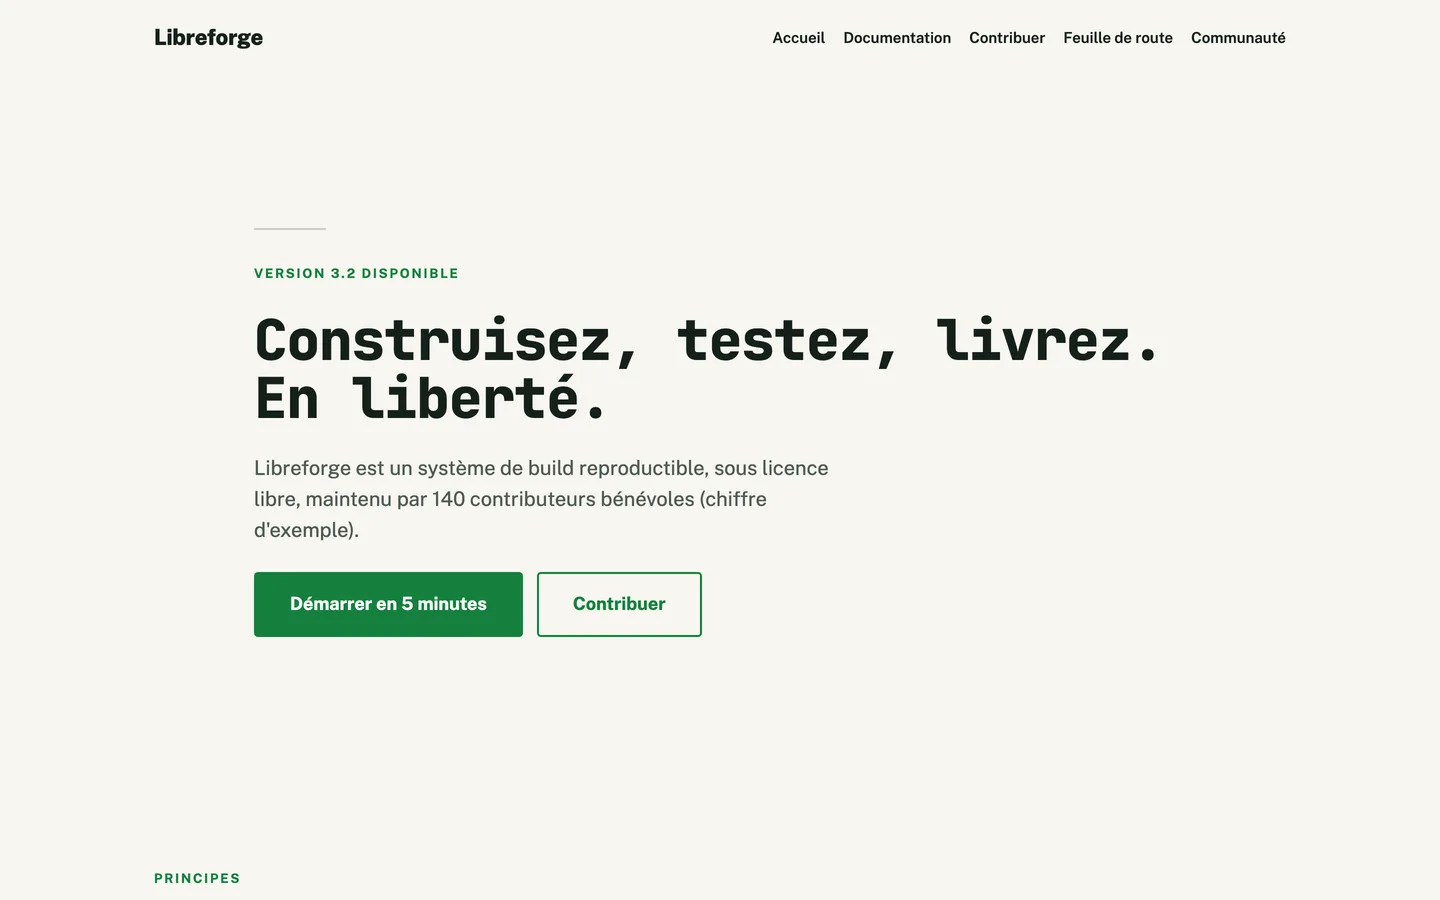 Libreforge
Accueil Documentation Contribuer Feuille de route Communauté
VERSION 3.2 DISPONIBLE
Construisez, testez, livrez.
En liberté.
Libreforge est un système de build reproductible, sous licence
libre, maintenu par 140 contributeurs bénévoles (chiffre
d'exemple).
Démarrer en 5 minutes
Contribuer
PRINCIPES